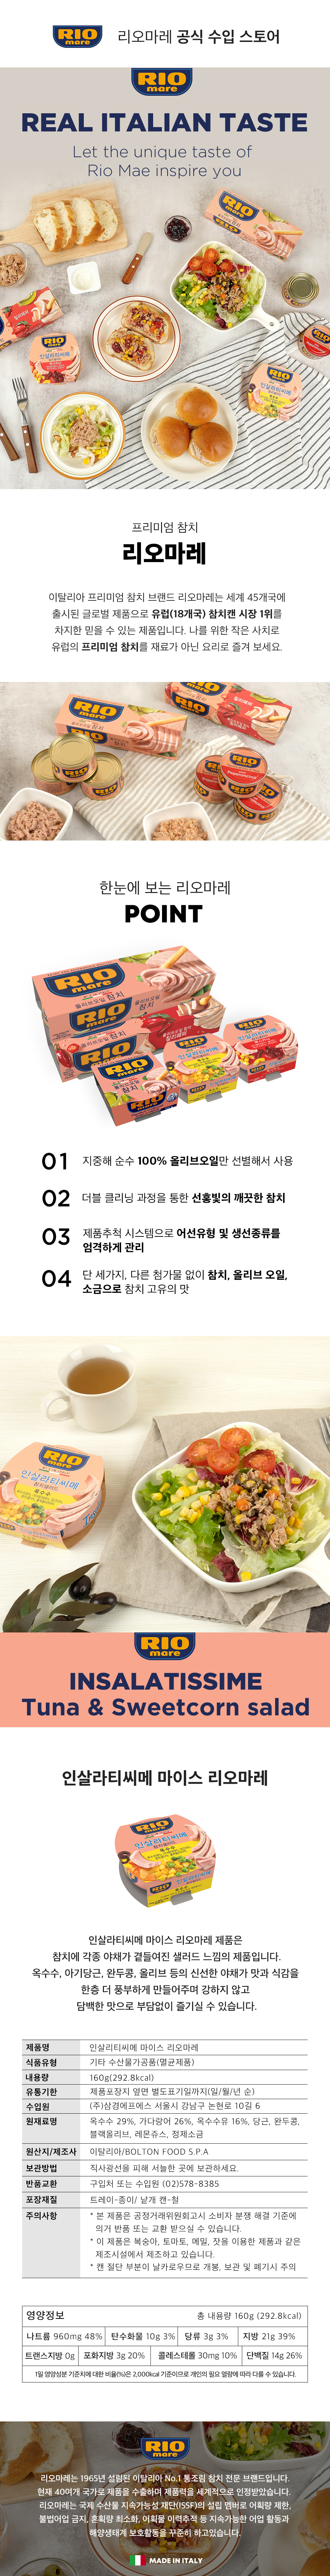 RIO mare 리오마레 공식 수입 스토어
RIO mare
REAL ITALIAN TASTE
Let the unique taste of
Rio Mae inspire you
프리미엄 참치
리오마레
이탈리아 프리미엄 참치 브랜드 리오마레는 세계 45개국에
출시된 글로벌 제품으로 유럽(18개국) 참치캔 시장 1위를
차지한 믿을 수 있는 제품입니다. 나를 위한 작은 사치로
유럽의 프리미엄 참치를 재료가 아닌 요리로 즐겨 보세요.
한눈에 보는 리오마레
POINT
RIO mare
올리브오일 참치
01 지중해 순수 100% 올리브오일만 선별해서 사용
02 더블 클리닝 과정을 통한 선홍빛의 깨끗한 참치
03 제품추척 시스템으로 어선유형 및 생선종류를
엄격하게 관리
04 단 세가지, 다른 첨가물 없이 참치, 올리브 오일,
소금으로 참치 고유의 맛
RIO mare
인살라티씨메
옥수수
RIO mare
INSALATISSIME
Tuna & Sweetcorn salad
인살라티씨메 마이스 리오마레
RIO mare
인살라티씨메
옥수수
인살라티씨메 마이스 리오마레 제품은
참치에 각종 야채가 곁들여진 샐러드 느낌의 제품입니다.
옥수수, 아기당근, 완두콩, 올리브 등의 신선한 야채가 맛과 식감을
한층 더 풍부하게 만들어주며 강하지 않고
담백한 맛으로 부담없이 즐기실 수 있습니다.
제품명 인살리티씨메 마이스 리오마레
식품유형 기타 수산물가공품(멸균제품)
내용량 160g(292.8kcal)
유통기한 제품포장지 옆면 별도표기일까지(일/월/년 순)
수입원 (주)삼경에프에스 서울시 강남구 논현로 10길 6
원재료명 옥수수 29%, 가다랑어 26%, 옥수수유 16%, 당근, 완두콩,
블랙올리브, 레몬쥬스, 정제소금
원산지/제조사 이탈리아/BOLTON FOOD S.P.A
보관방법 직사광선을 피해 서늘한 곳에 보관하세요.
반품교환 구입처 또는 수입원 (02)578-8385
포장재질 트레이-종이/ 낱개 캔-철
주의사항 * 본 제품은 공정거래위원회고시 소비자 분쟁 해결 기준에
의거 반품 또는 교환 받으실 수 있습니다.
* 이 제품은 복숭아, 토마토, 메밀, 잣을 이용한 제품과 같은
제조시설에서 제조하고 있습니다.
* 캔 절단 부분이 날카로우므로 개봉, 보관 및 폐기시 주의
영양정보 총 내용량 160g (292.8kcal)
나트륨 960mg 48% 탄수화물 10g 3% 당류 3g 3% 지방 21g 39%
트랜스지방 0g 포화지방 3g 20% 콜레스테롤 30mg 10% 단백질 14g 26%
1일 영양성분 기준치에 대한 비율(%)은 2,000kcal 기준이므로 개인의 필요 열량에 따라 다를 수 있습니다.
RIO mare
리오마레는 1965년 설립된 이탈리아 No.1 통조림 참치 전문 브랜드입니다.
현재 40여개 국가로 제품을 수출하며 제품력을 세계적으로 인정받았습니다.
리오마레는 국제 수산물 지속가능성 재단(ISSF)의 설립 멤버로 어획량 제한,
불법어업 금지, 혼획량 최소화, 어획물 이력추적 등 지속가능한 어업 활동과
해양생태계 보호활동을 꾸준히 하고있습니다.
MADE IN ITALY